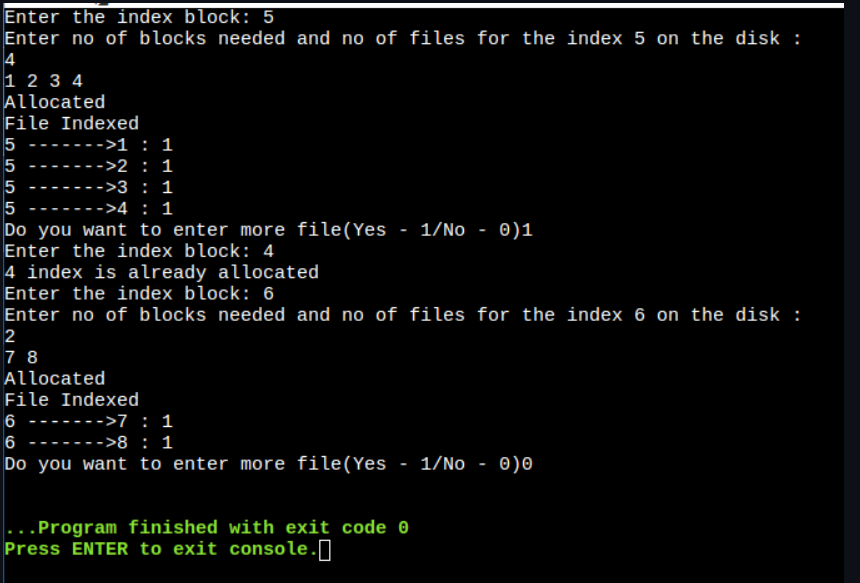 Enter the index block: 5
Enter no of blocks needed and no of files for the index 5 on the disk :
4
1 2 3 4
Allocated
File Indexed
5 ------->1 : 1
5 ------->2 : 1
5 ------->3 : 1
5 ------->4 : 1
Do you want to enter more file(Yes - 1/No - 0)1
Enter the index block: 4
4 index is already allocated
Enter the index block: 6
Enter no of blocks needed and no of files for the index 6 on the disk :
2
7 8
Allocated
File Indexed
6 ------->7 : 1
6 ------->8 : 1
Do you want to enter more file(Yes - 1/No - 0)0
...Program finished with exit code 0
Press ENTER to exit console.